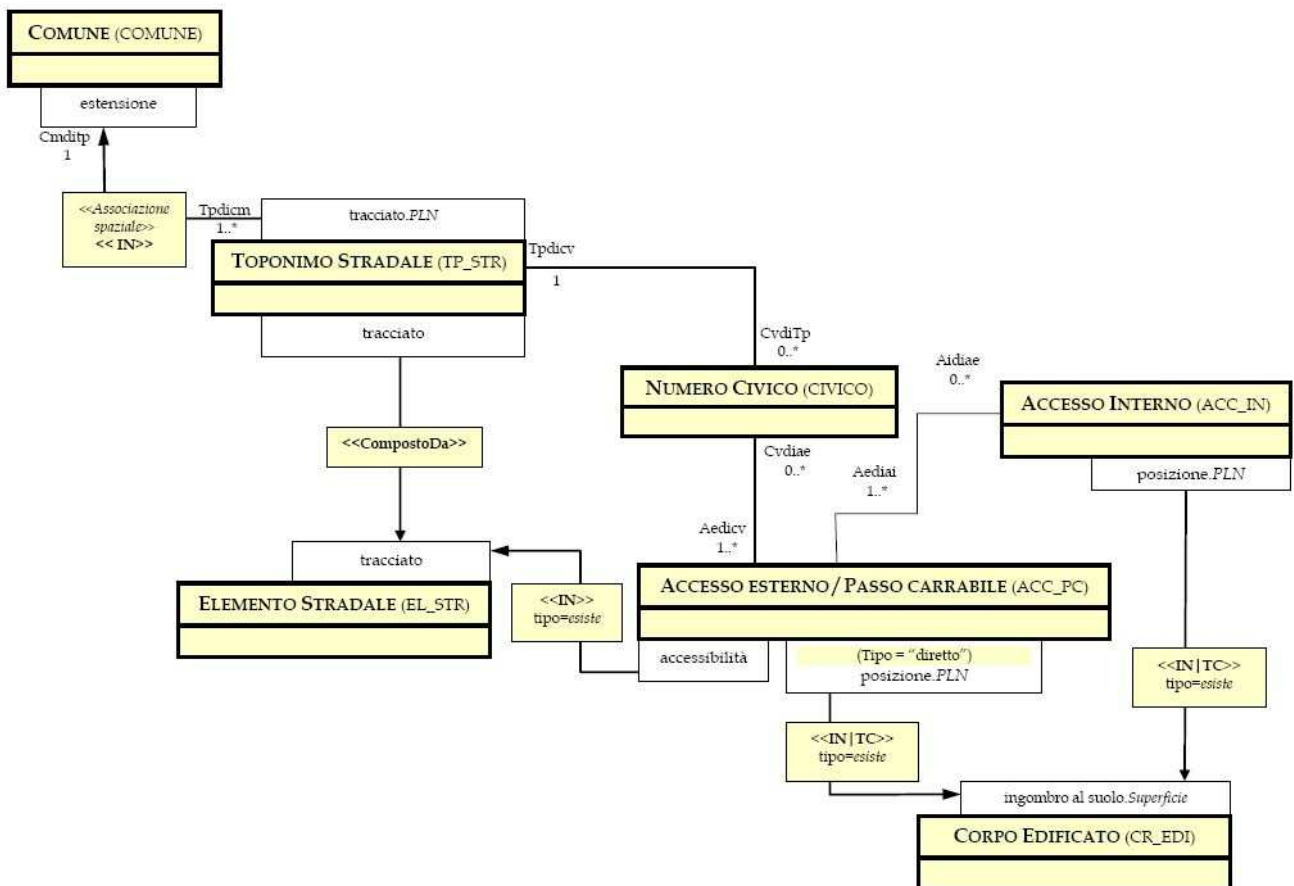 COMUNE (COMUNE)
estensione
Cmditp
1
<<Associazione
spaziale>>
<< IN>>
Tpdicm
1..*
tracciato.PLN
TOPONIMO STRADALE (TP_STR)
tracciato
Tpdicv
1
CvdiTp
0..*
NUMERO CIVICO (CIVICO)
Cvdiae
0..*
Aidiae
0..*
ACCESSO INTERNO (ACC_IN)
posizione.PLN
<<CompostoDa>>
Aediai
1..*
Aedicv
1..*
tracciato
ELEMENTO STRADALE (EL_STR)
<<IN>>
tipo=esiste
ACCESSO ESTERNO / PASSO CARRABILE (ACC_PC)
accessibilità
(Tipo = “diretto”)
posizione.PLN
<<IN|TC>>
tipo=esiste
<<IN|TC>>
tipo=esiste
ingombro al suolo.Superficie
CORPO EDIFICATO (CR_EDI)